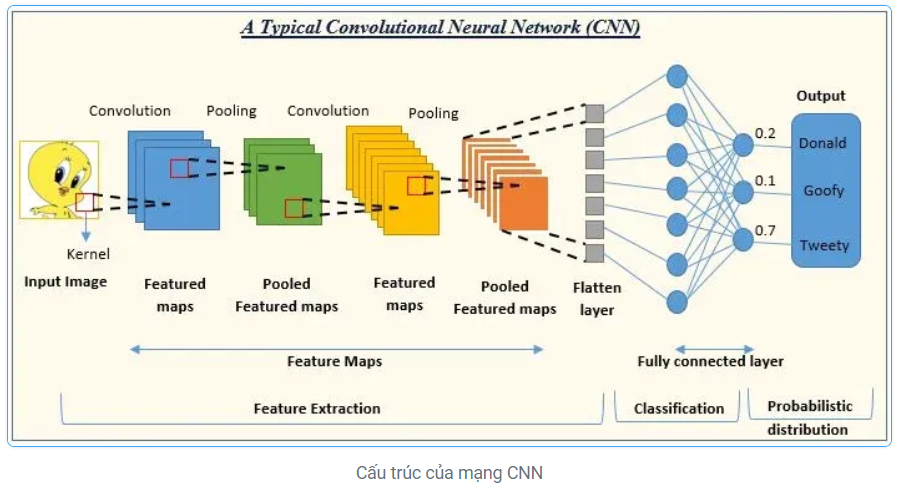 A Typical Convolutional Neural Network (CNN)
Convolution
Pooling
Convolution
Pooling
Output
0.2
Donald
0.1
Goofy
0.7
Tweety
Kernel
Input Image
Featured
maps
Pooled
Featured maps
Featured
maps
Pooled
Featured maps
Flatten
layer
Feature Maps
Fully connected layer
Feature Extraction
Classification
Probabilistic
distribution
Cấu trúc của mạng CNN